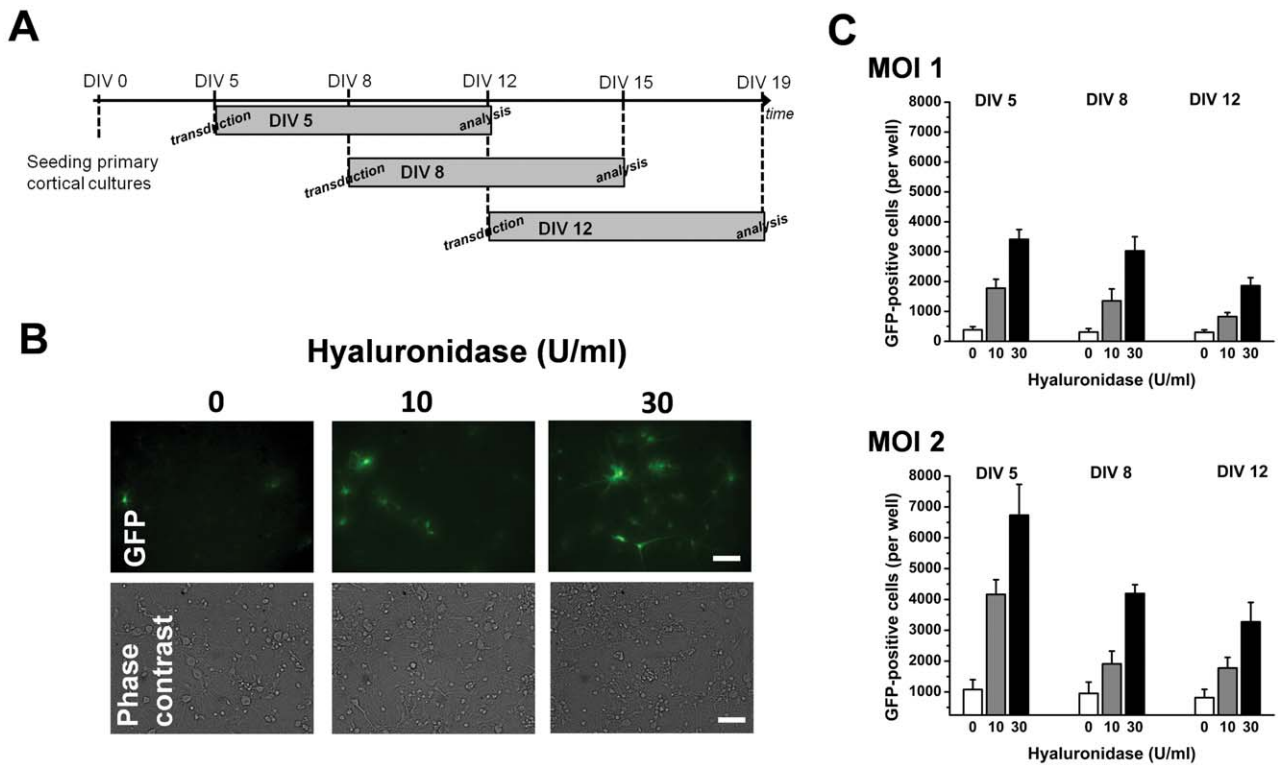 A
DIV 0 DIV 5 DIV 8 DIV 12 DIV 15 DIV 19
time
transduction DIV 5 analysis
Seeding primary
cortical cultures
transduction DIV 8 analysis
transduction DIV 12 analysis
B
Hyaluronidase (U/ml)
0 10 30
GFP
Phase
contrast
C
MOI 1
DIV 5 DIV 8 DIV 12
GFP-positive cells (per well)
8000
7000
6000
5000
4000
3000
2000
1000
0
0 10 30 0 10 30 0 10 30
Hyaluronidase (U/ml)
MOI 2
DIV 5 DIV 8 DIV 12
GFP-positive cells (per well)
8000
7000
6000
5000
4000
3000
2000
1000
0 10 30 0 10 30 0 10 30
Hyaluronidase (U/ml)